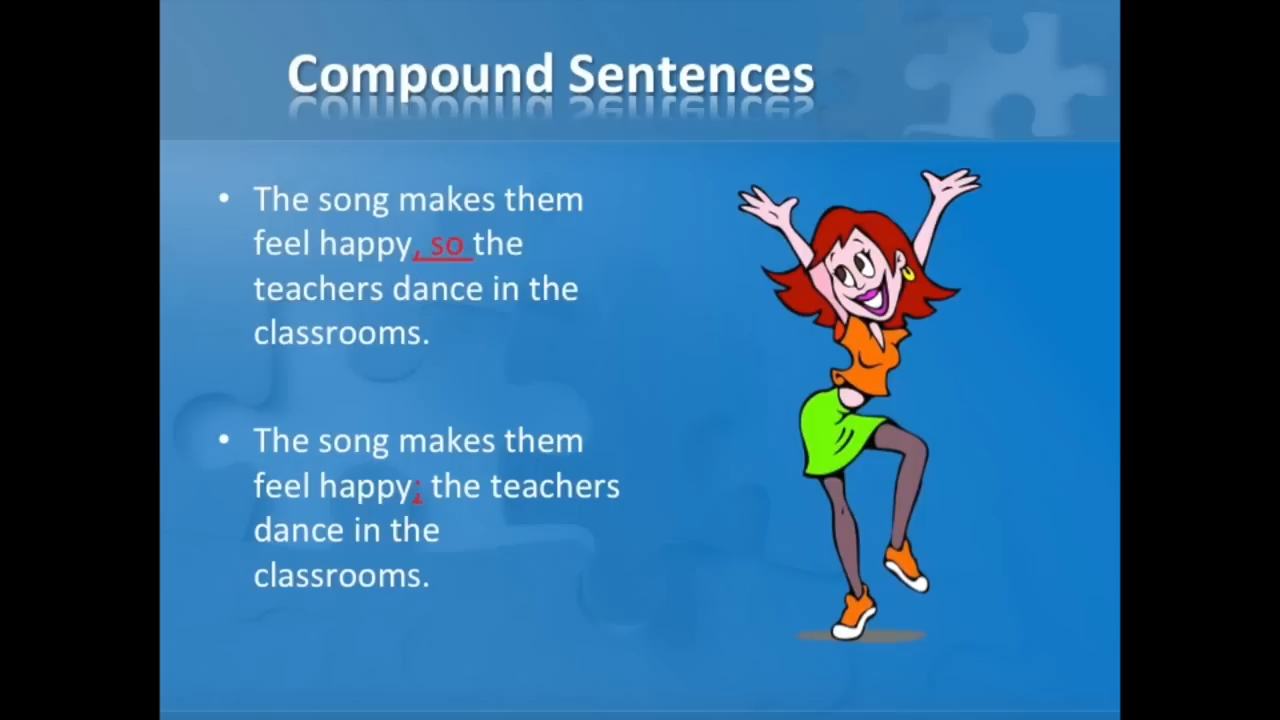 Compound Sentences
• The song makes them
feel happy, so the
teachers dance in the
classrooms.
• The song makes them
feel happy; the teachers
dance in the
classrooms.